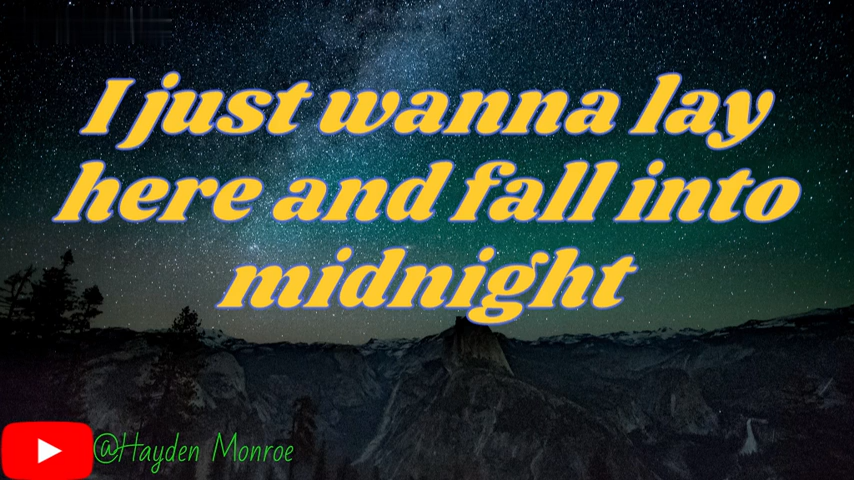 I just wanna lay
here and fall into
midnight
@Hayden Monroe